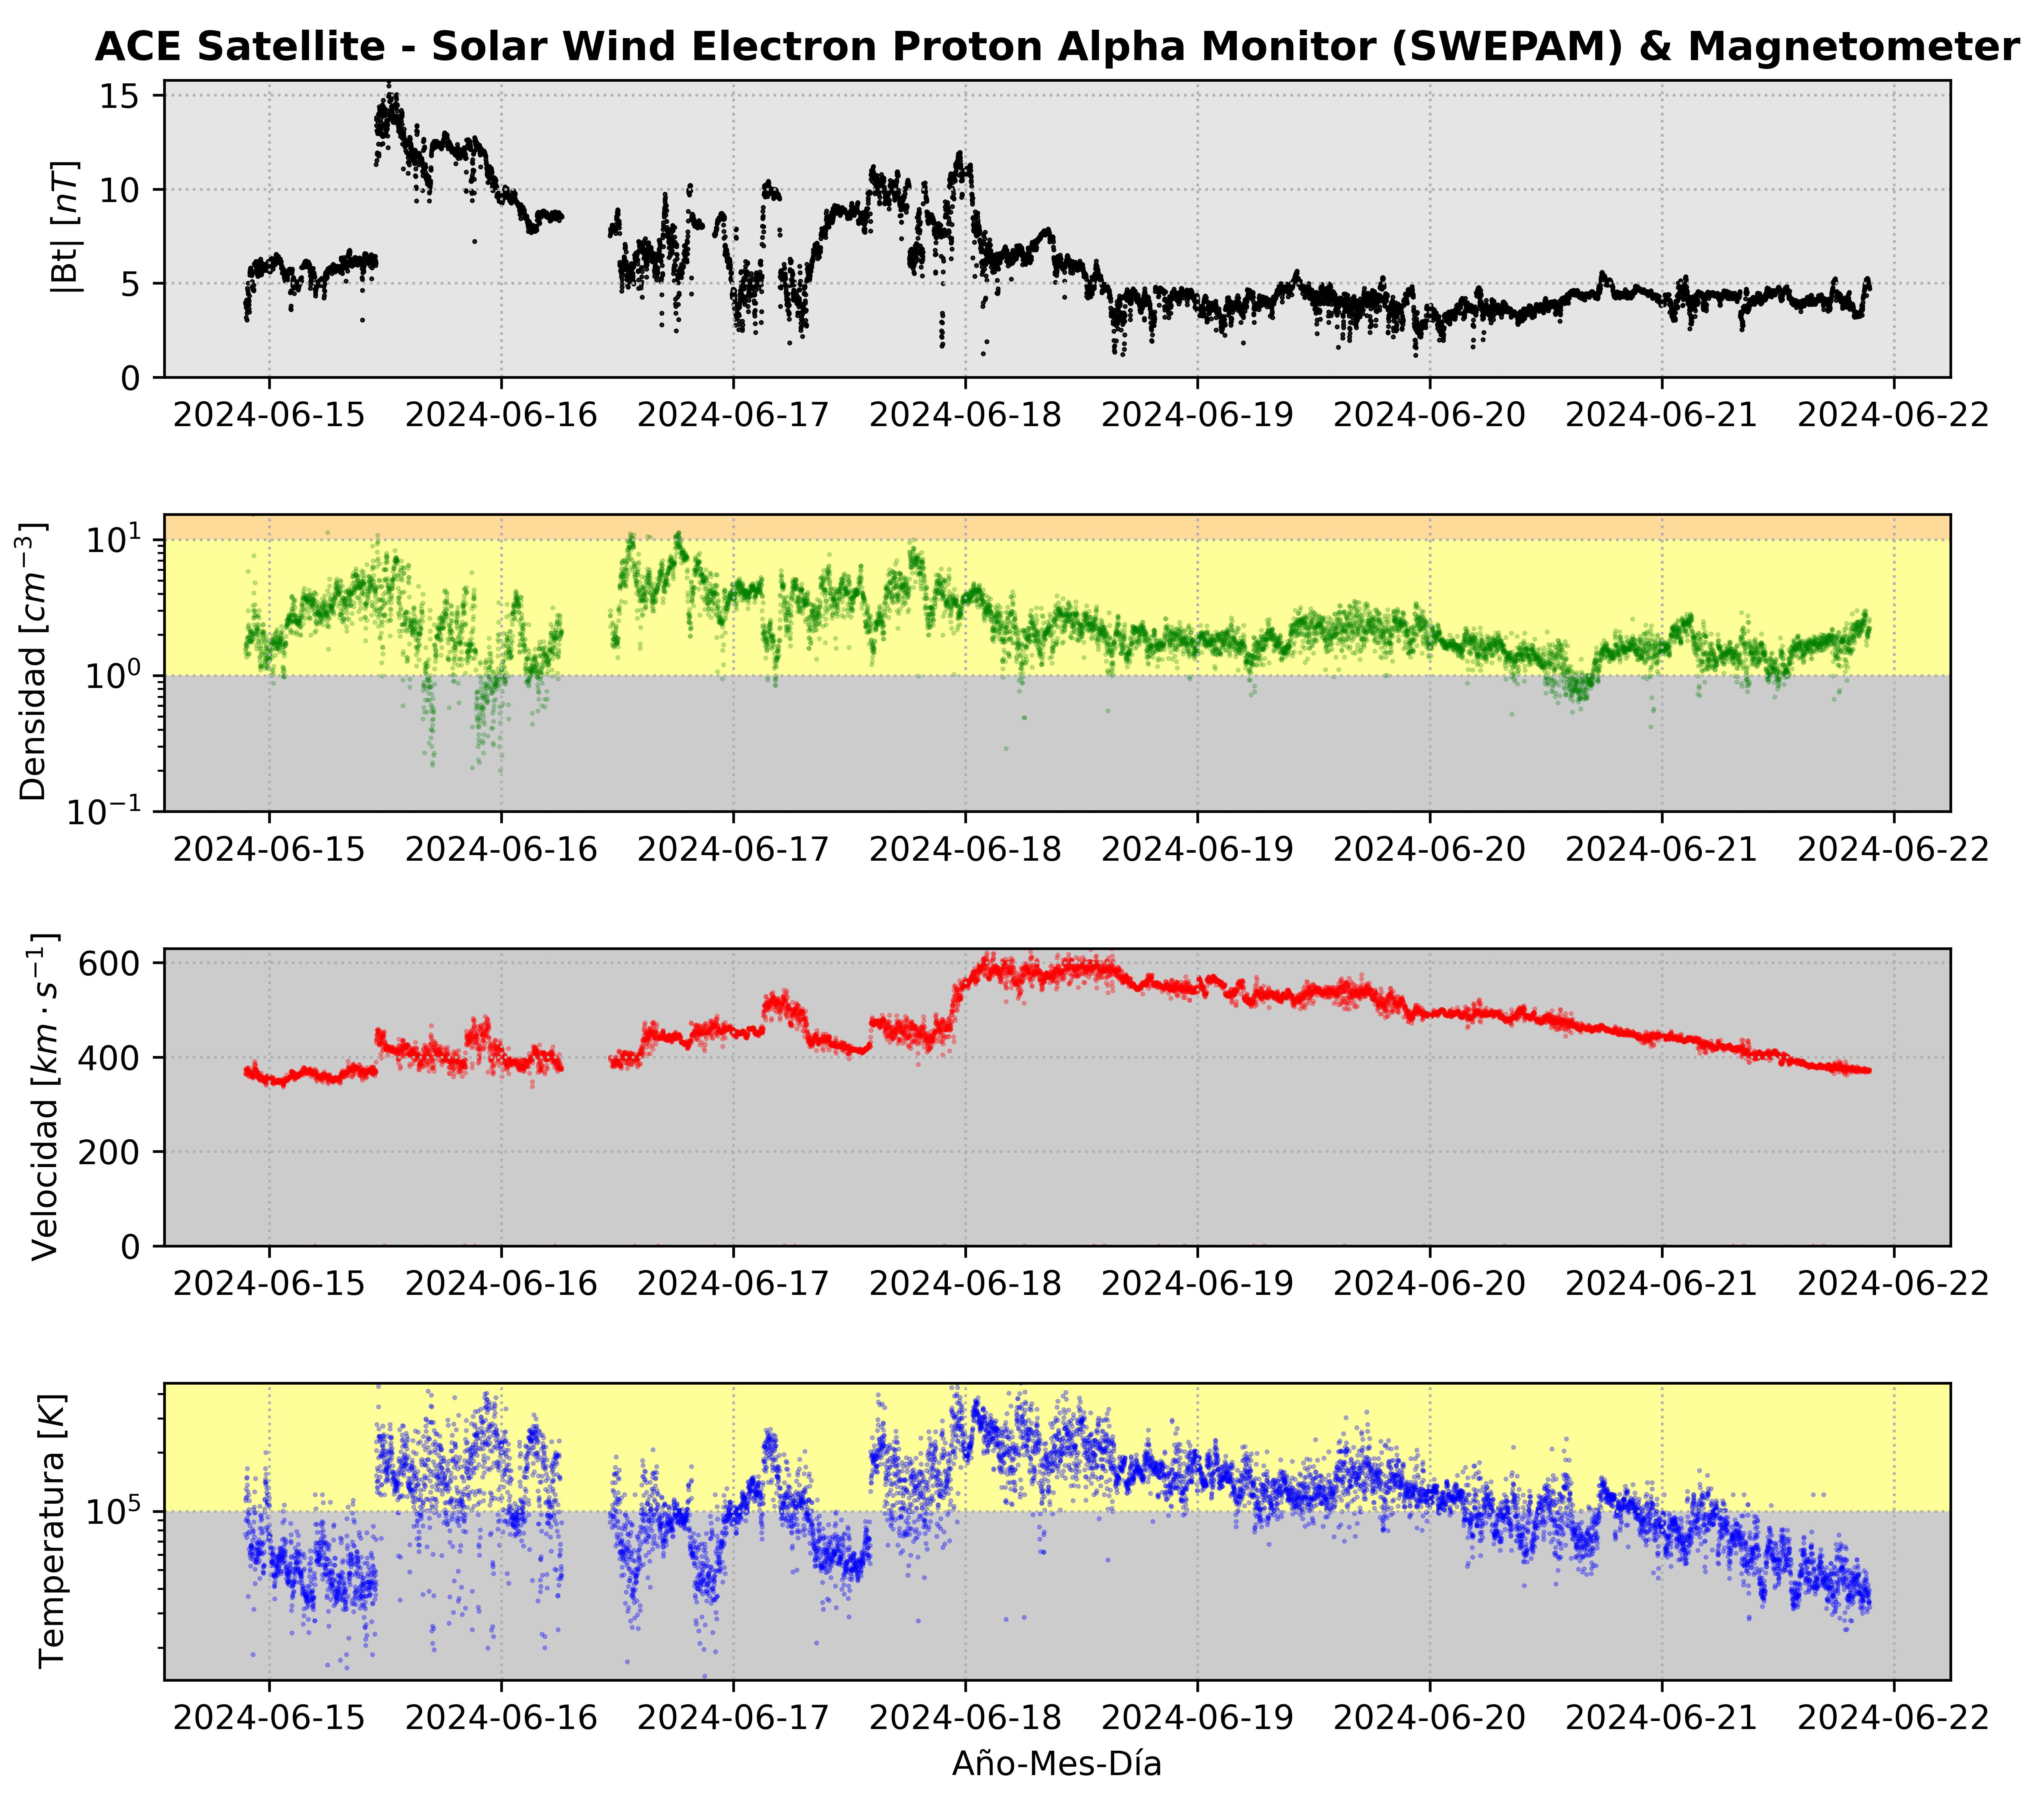 ACE Satellite - Solar Wind Electron Proton Alpha Monitor (SWEPAM) & Magnetometer
|Bt| [nT]
15
10
5
0
2024-06-15 2024-06-16 2024-06-17 2024-06-18 2024-06-19 2024-06-20 2024-06-21 2024-06-22
Densidad [cm⁻³]
10¹
10⁰
10⁻¹
2024-06-15 2024-06-16 2024-06-17 2024-06-18 2024-06-19 2024-06-20 2024-06-21 2024-06-22
Velocidad [km · s⁻¹]
600
400
200
0
2024-06-15 2024-06-16 2024-06-17 2024-06-18 2024-06-19 2024-06-20 2024-06-21 2024-06-22
Temperatura [K]
10⁵
2024-06-15 2024-06-16 2024-06-17 2024-06-18 2024-06-19 2024-06-20 2024-06-21 2024-06-22
Año-Mes-Día